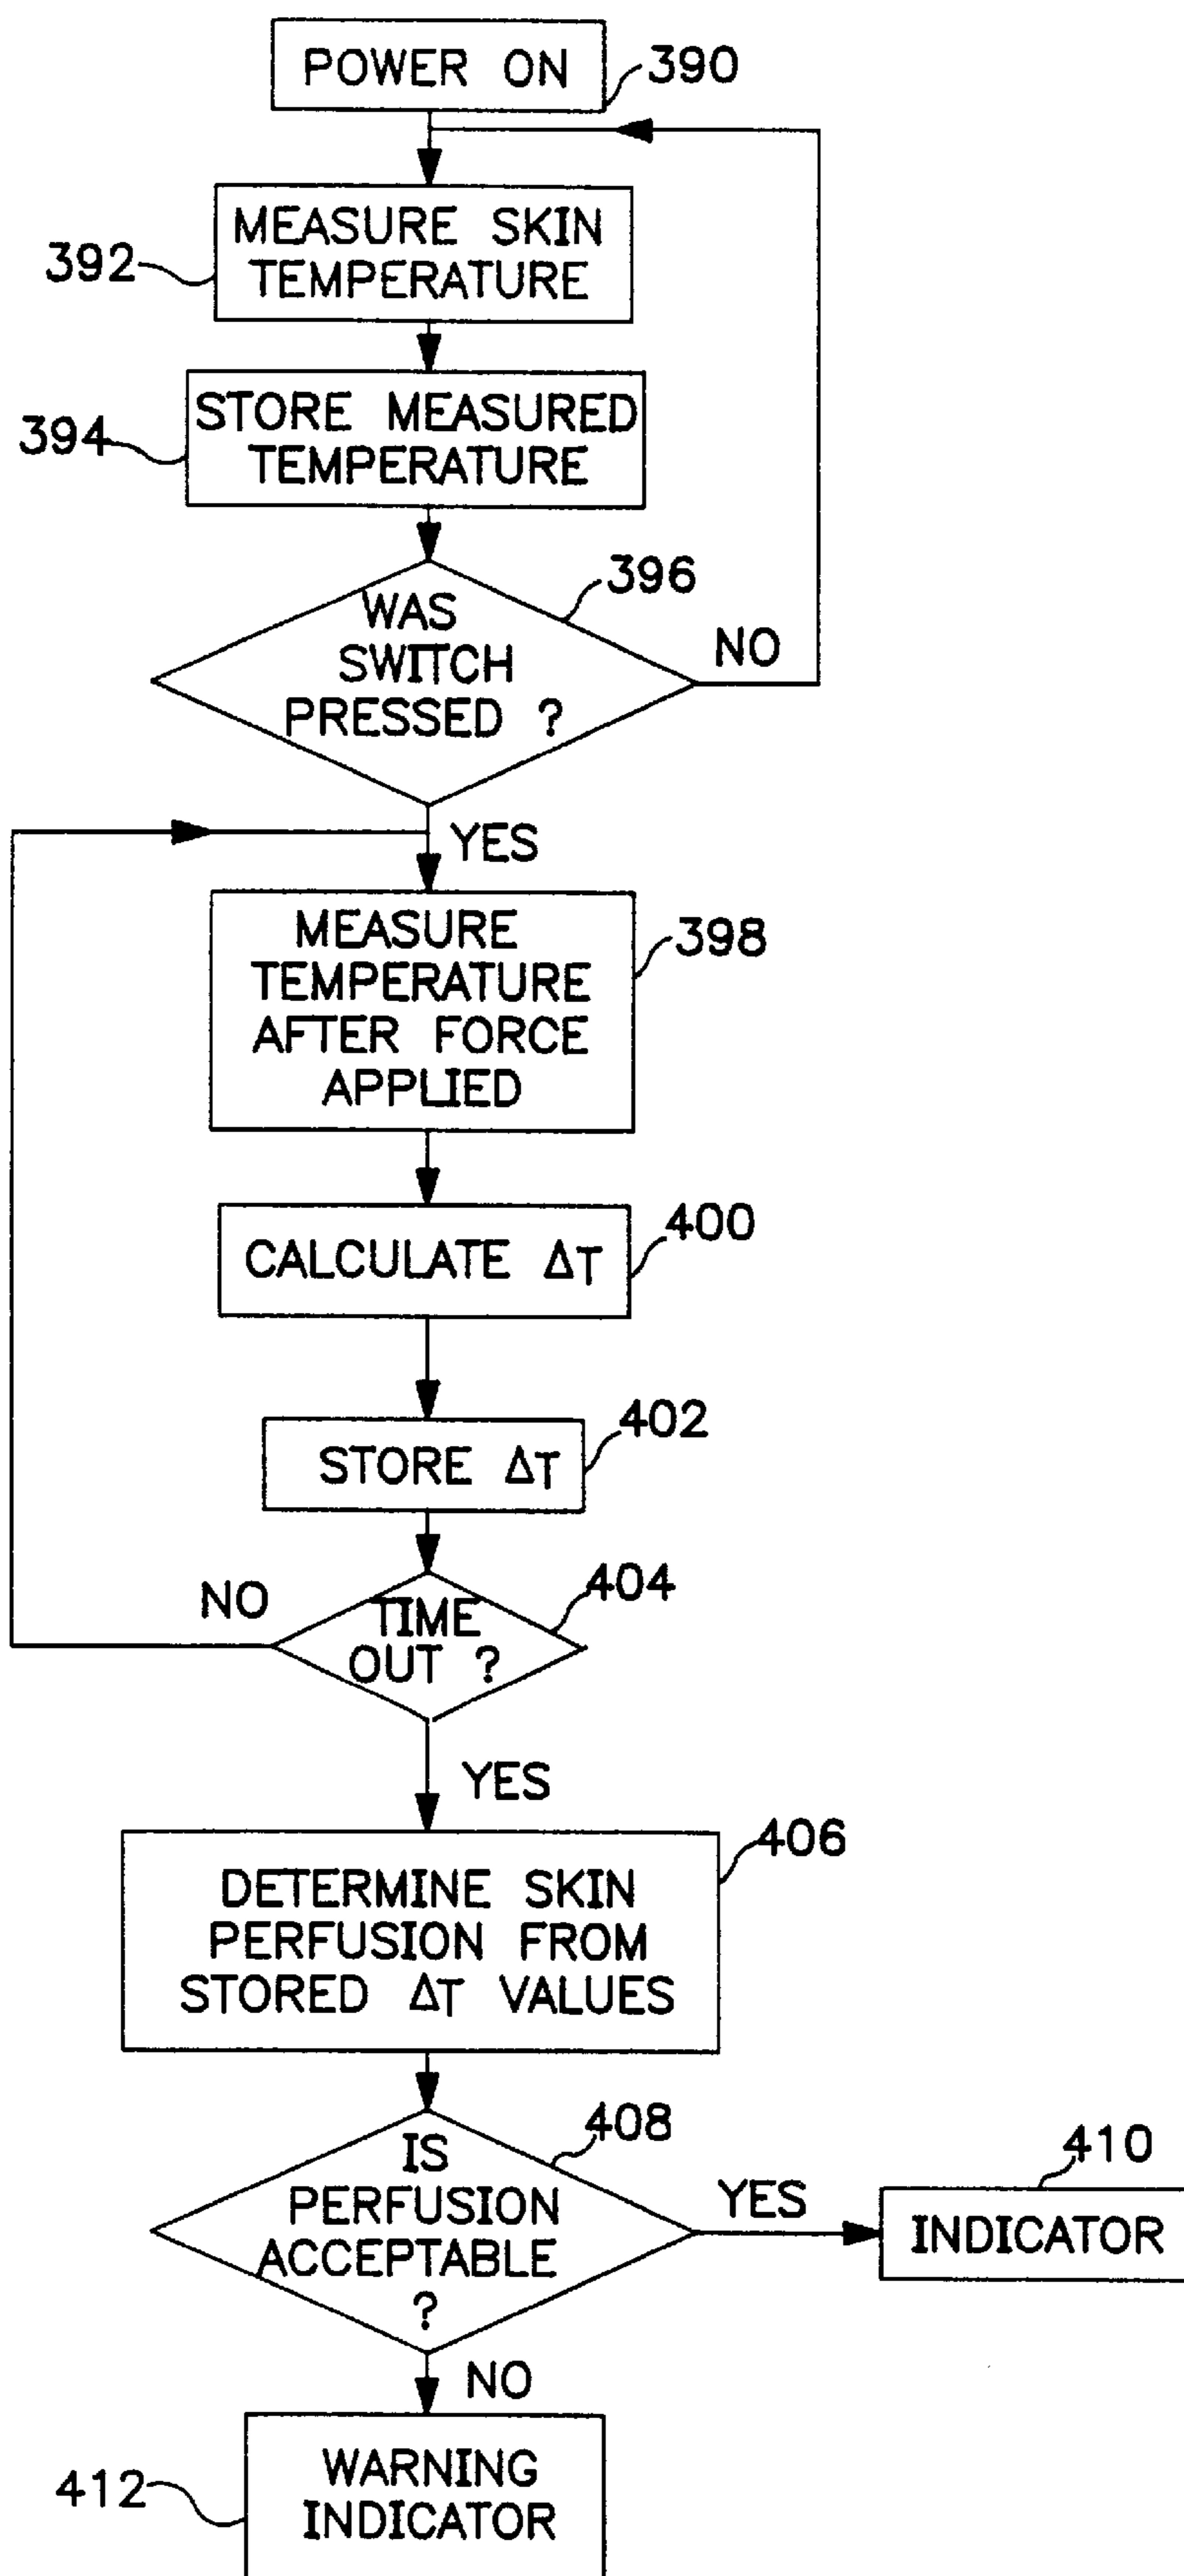 POWER ON
390
MEASURE SKIN
TEMPERATURE
392
STORE MEASURED
TEMPERATURE
394
396
WAS
SWITCH
PRESSED ?
NO
YES
MEASURE
TEMPERATURE
AFTER FORCE
APPLIED
398
CALCULATE ΔT
400
STORE ΔT
402
404
TIME
OUT ?
NO
YES
406
DETERMINE SKIN
PERFUSION FROM
STORED ΔT VALUES
408
IS
PERFUSION
ACCEPTABLE
?
YES
410
INDICATOR
NO
412
WARNING
INDICATOR